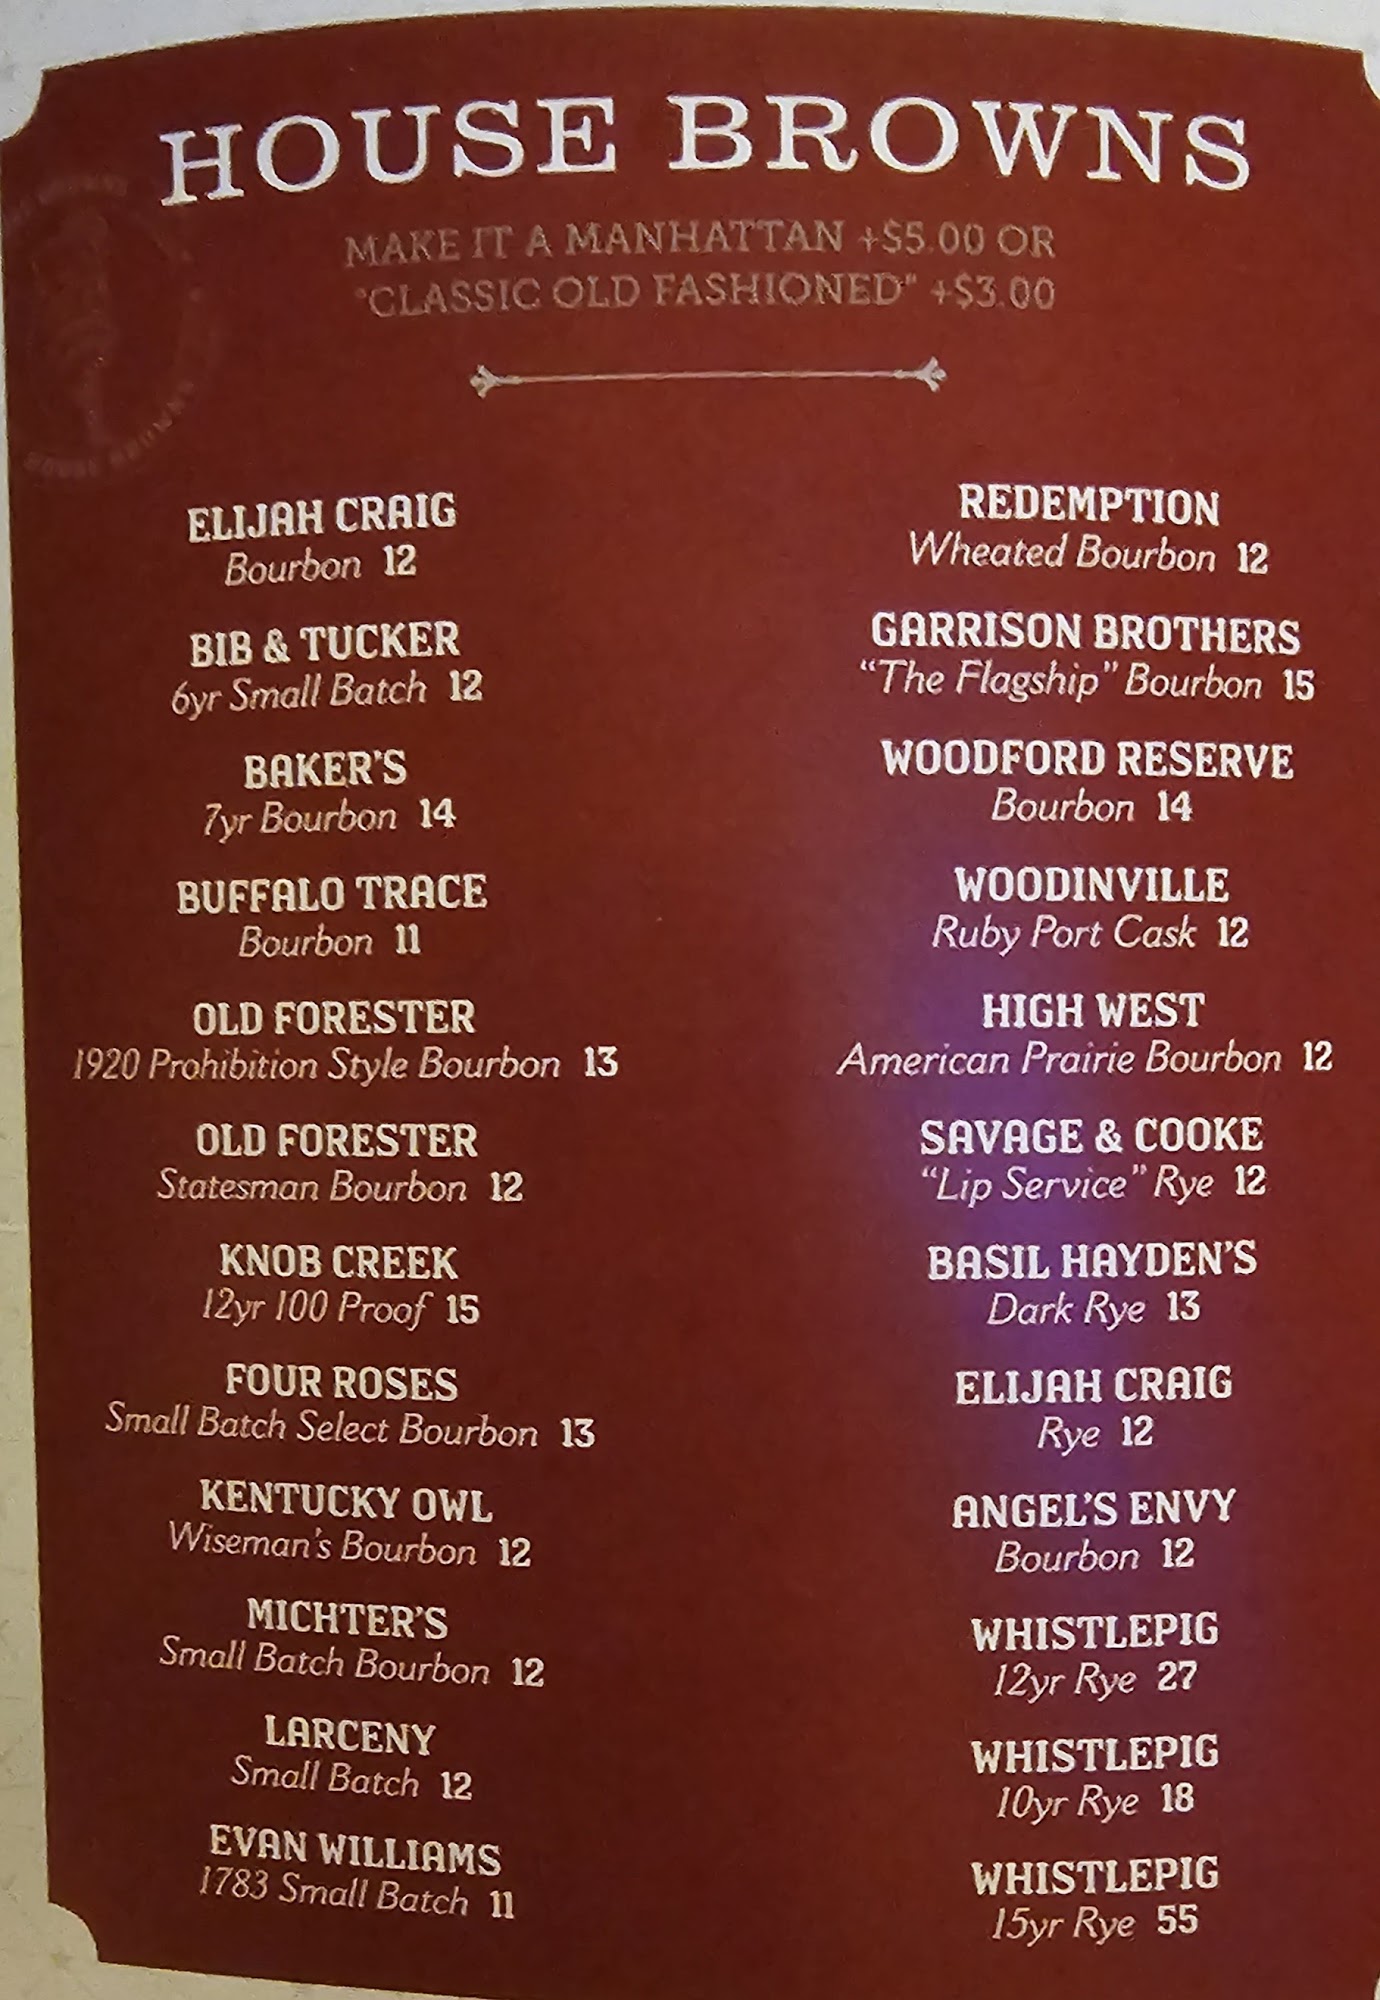 HOUSE BROWNS
MAKE IT A MANHATTAN +$5.00 OR
"CLASSIC OLD FASHIONED" +$3.00
HOUSE BROWNS
ELIJAH CRAIG
Bourbon 12
BIB & TUCKER
6yr Small Batch 12
BAKER'S
7yr Bourbon 14
BUFFALO TRACE
Bourbon 11
OLD FORESTER
1920 Prohibition Style Bourbon 13
OLD FORESTER
Statesman Bourbon 12
KNOB CREEK
12yr 100 Proof 15
FOUR ROSES
Small Batch Select Bourbon 13
KENTUCKY OWL
Wiseman's Bourbon 12
MICHTER'S
Small Batch Bourbon 12
LARCENY
Small Batch 12
EVAN WILLIAMS
1783 Small Batch 11
REDEMPTION
Wheated Bourbon 12
GARRISON BROTHERS
"The Flagship" Bourbon 15
WOODFORD RESERVE
Bourbon 14
WOODINVILLE
Ruby Port Cask 12
HIGH WEST
American Prairie Bourbon 12
SAVAGE & COOKE
"Lip Service" Rye 12
BASIL HAYDEN'S
Dark Rye 13
ELIJAH CRAIG
Rye 12
ANGEL'S ENVY
Bourbon 12
WHISTLEPIG
12yr Rye 27
WHISTLEPIG
10yr Rye 18
WHISTLEPIG
15yr Rye 55